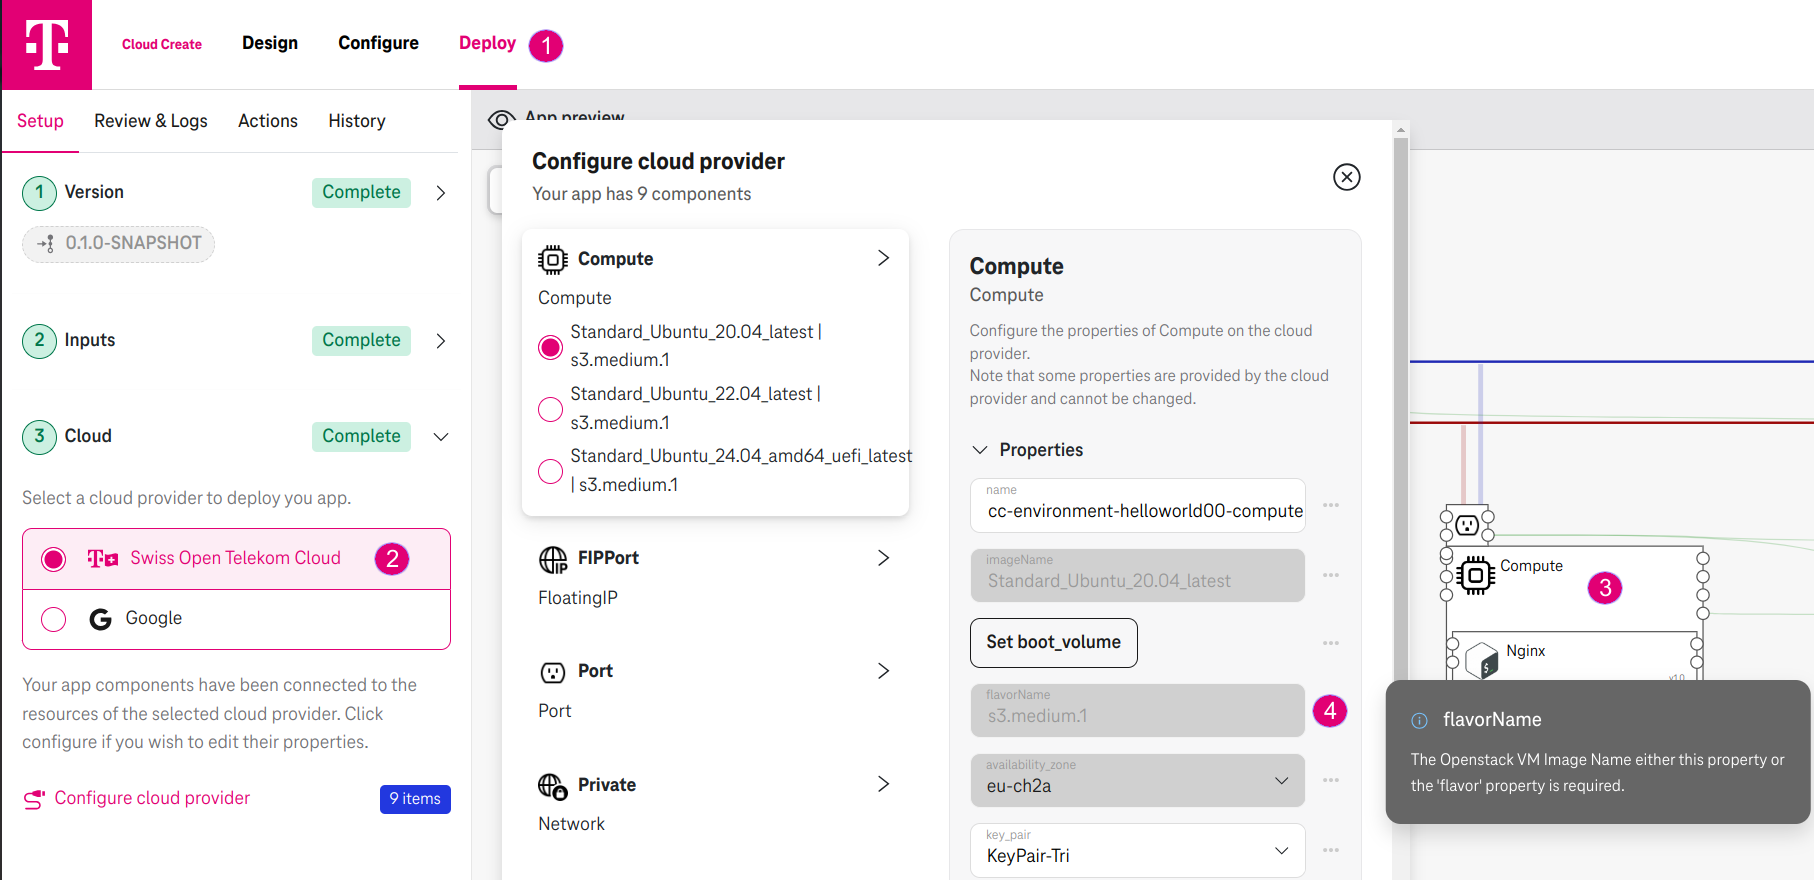 T
Cloud Create
Design
Configure
Deploy
1
Setup
Review & Logs
Actions
History
1
Version
Complete
0.1.0-SNAPSHOT
2
Inputs
Complete
3
Cloud
Complete
Select a cloud provider to deploy you app.
Swiss Open Telekom Cloud
2
Google
Your app components have been connected to the
resources of the selected cloud provider. Click
configure if you wish to edit their properties.
Configure cloud provider
9 items
App preview
Configure cloud provider
Your app has 9 components
Compute
Compute
Standard_Ubuntu_20.04_latest |
s3.medium.1
Standard_Ubuntu_22.04_latest |
s3.medium.1
Standard_Ubuntu_24.04_amd64_uefi_latest
| s3.medium.1
FIPPort
FloatingIP
Port
Port
Private
Network
Compute
Compute
Configure the properties of Compute on the cloud
provider.
Note that some properties are provided by the cloud
provider and cannot be changed.
Properties
name
cc-environment-helloworld00-compute
imageName
Standard_Ubuntu_20.04_latest
Set boot_volume
flavorName
s3.medium.1
4
availability_zone
eu-ch2a
key_pair
KeyPair-Tri
Compute
3
Nginx
v1.0
flavorName
The Openstack VM Image Name either this property or
the 'flavor' property is required.